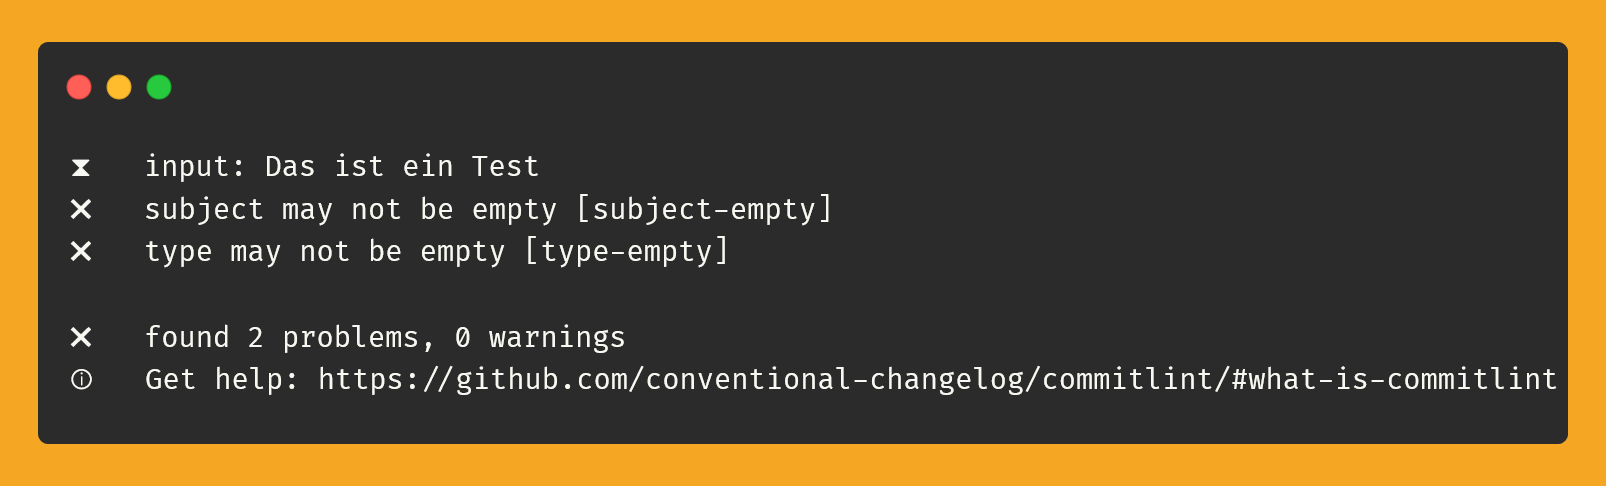 ⧗ input: Das ist ein Test
✖ subject may not be empty [subject-empty]
✖ type may not be empty [type-empty]
✖ found 2 problems, 0 warnings
ⓘ Get help: https://github.com/conventional-changelog/commitlint/#what-is-commitlint